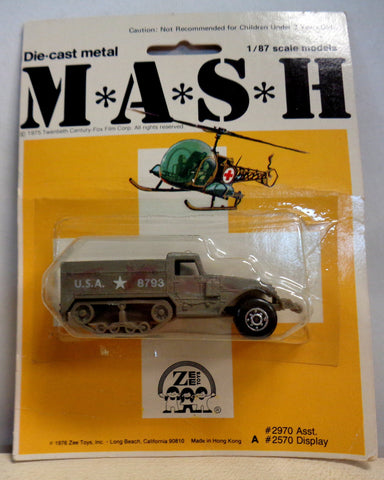 Caution: Not Recommended for Children Under 3 Years Old.
Die-cast metal
1/87 scale models
M*A*S*H
© 1975 Twentieth Century-Fox Film Corp. All rights reserved.
U.S.A. ★ 8793
ZEE
TOYS
®
© 1976 Zee Toys, Inc. - Long Beach, California 90810 Made in Hong Kong
#2970 Asst.
A #2570 Display